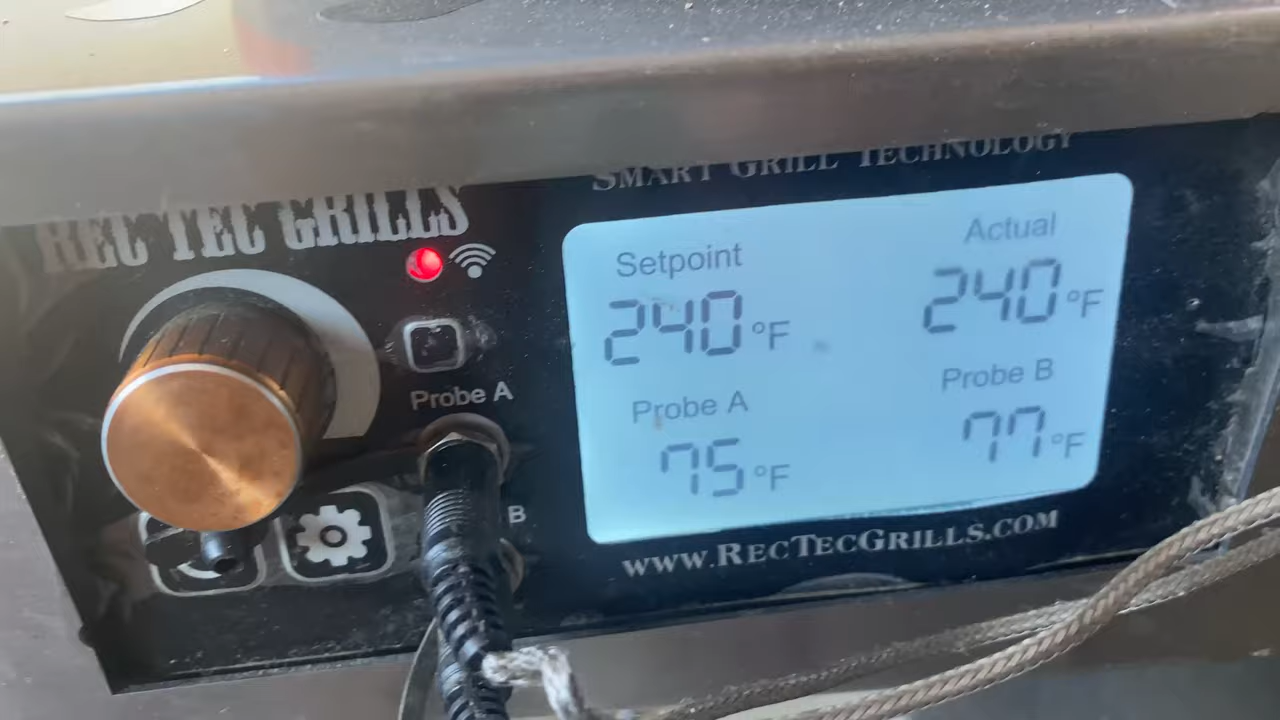 SMART GRILL TECHNOLOGY
REC TEC GRILLS
Setpoint
240 °F
Actual
240 °F
Probe A
75 °F
Probe B
77 °F
Probe A
B
WWW.RECTECGRILLS.COM